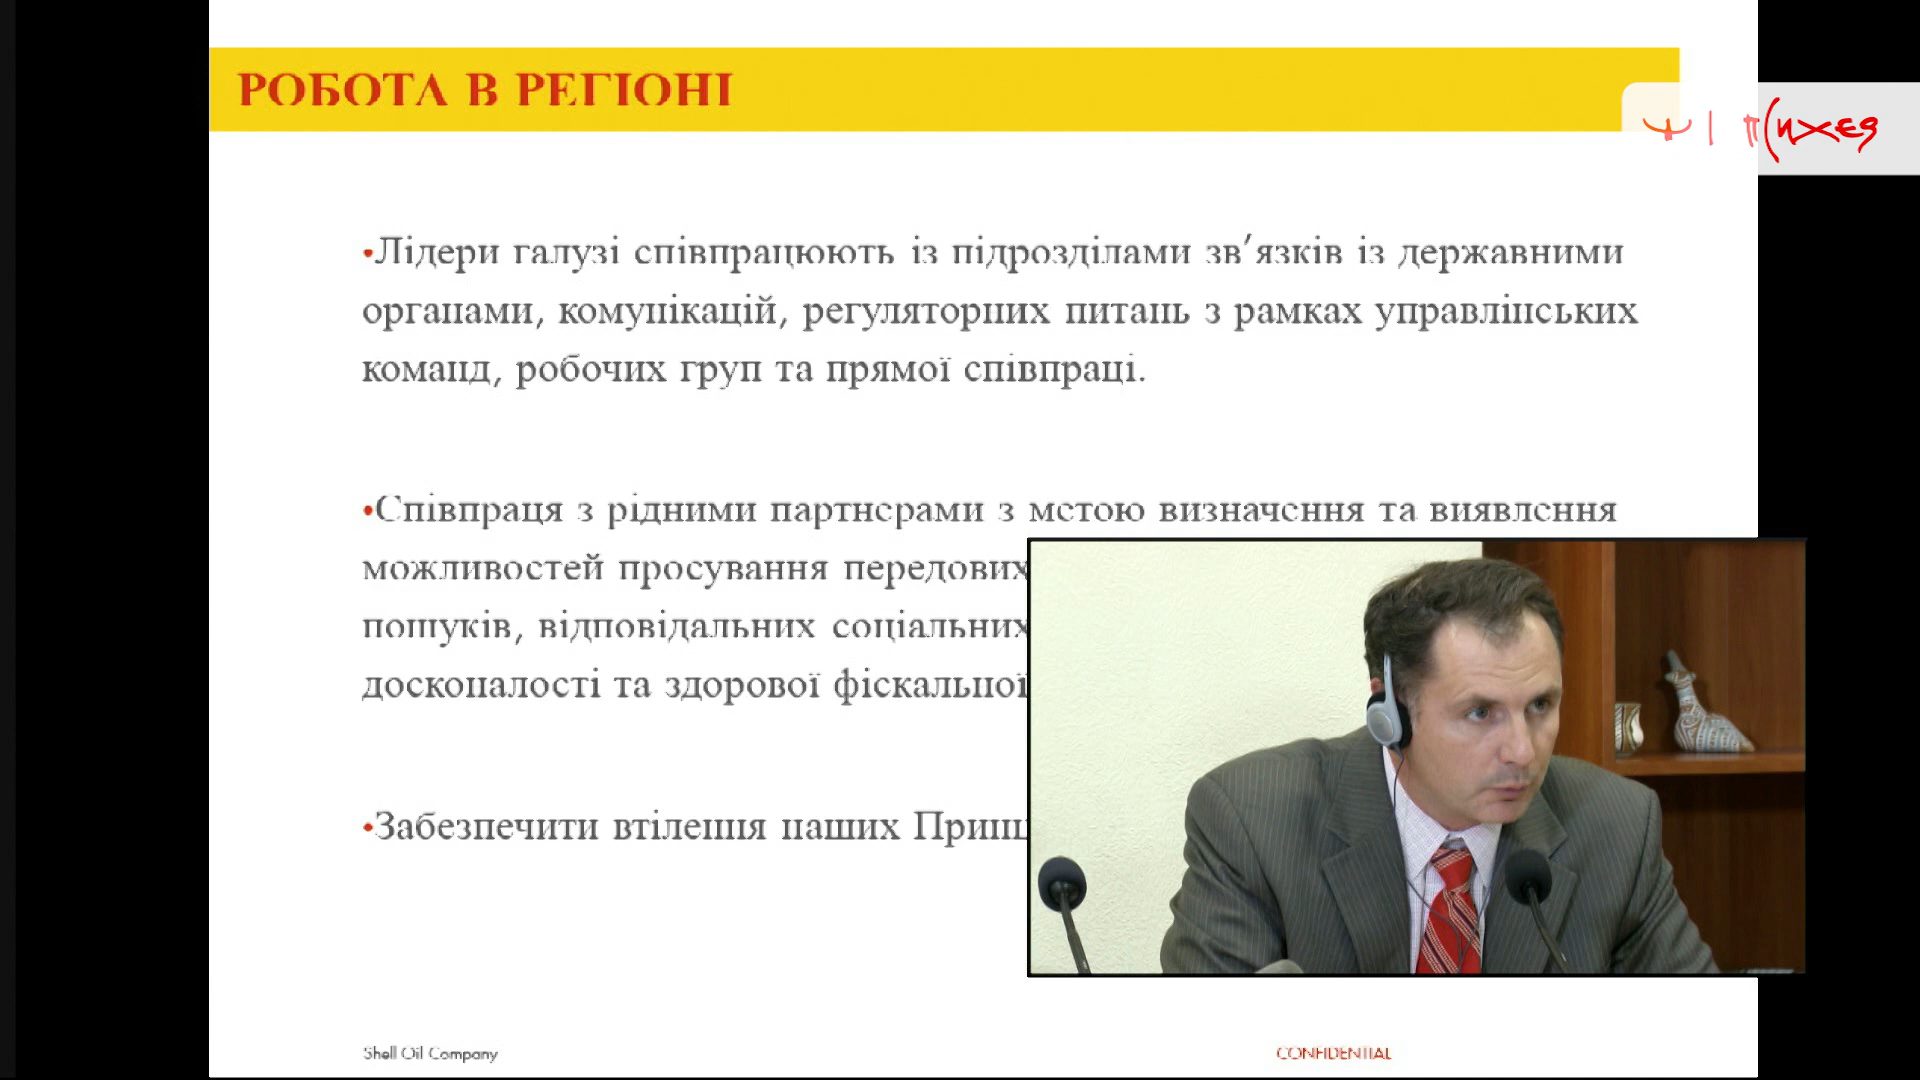 РОБОТА В РЕГІОНІ
Ψ | П(ИХЕЯ
•Лідери галузі співпрацюють із підрозділами зв’язків із державними
органами, комунікацій, регуляторних питань з рамках управлінських
команд, робочих груп та прямої співпраці.
•Співпраця з рідними партнерами з метою визначення та виявлення
можливостей просування передових
пошуків, відповідальних соціальних
досконалості та здорової фіскальної
•Забезпечити втілення наших
Shell Oil Company
CONFIDENTIAL